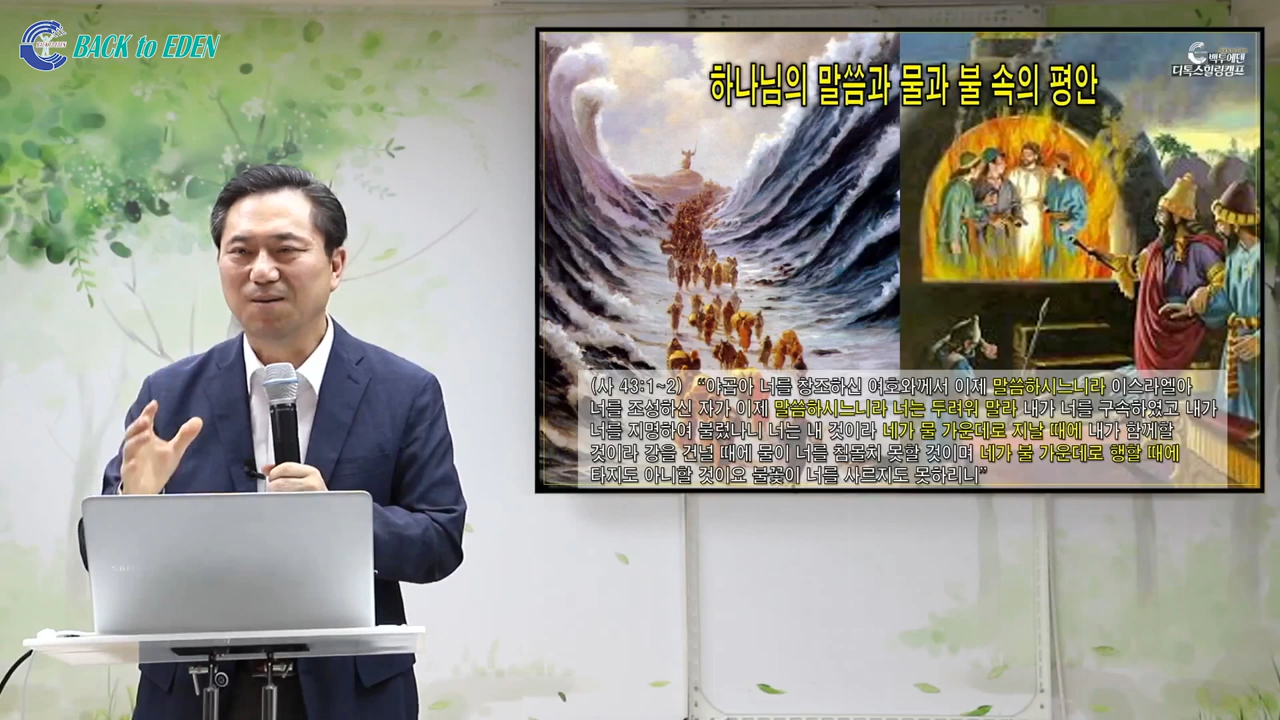 BACK to EDEN
백투에덴
디톡스힐링캠프
하나님의 말씀과 물과 불 속의 평안
(사 43:1~2) “야곱아 너를 창조하신 여호와께서 이제 말씀하시느니라 이스라엘아
너를 조성하신 자가 이제 말씀하시느니라 너는 두려워 말라 내가 너를 구속하였고 내가
너를 지명하여 불렀나니 너는 내 것이라 네가 물 가운데로 지날 때에 내가 함께할
것이라 강을 건널 때에 물이 너를 침몰치 못할 것이며 네가 불 가운데로 행할 때에
타지도 아니할 것이요 불꽃이 너를 사르지도 못하리니”